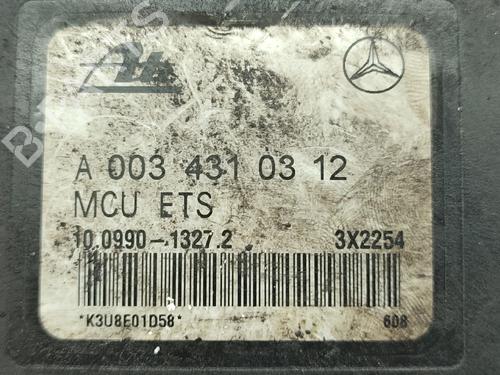 A 003 431 03 12
MCU ETS
10.0990-1327.2 3X2254
*K3U8E01D58* 608